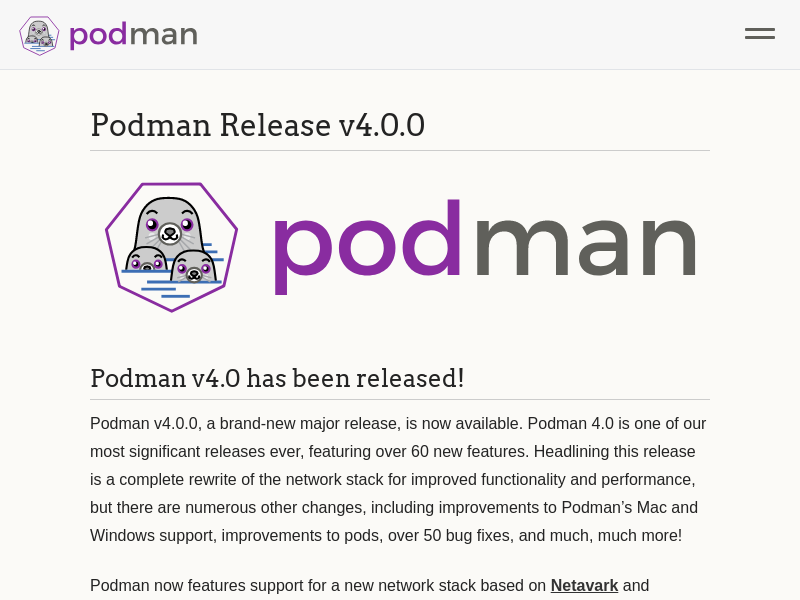 podman
Podman Release v4.0.0
podman
Podman v4.0 has been released!
Podman v4.0.0, a brand-new major release, is now available. Podman 4.0 is one of our
most significant releases ever, featuring over 60 new features. Headlining this release
is a complete rewrite of the network stack for improved functionality and performance,
but there are numerous other changes, including improvements to Podman’s Mac and
Windows support, improvements to pods, over 50 bug fixes, and much, much more!
Podman now features support for a new network stack based on Netavark and